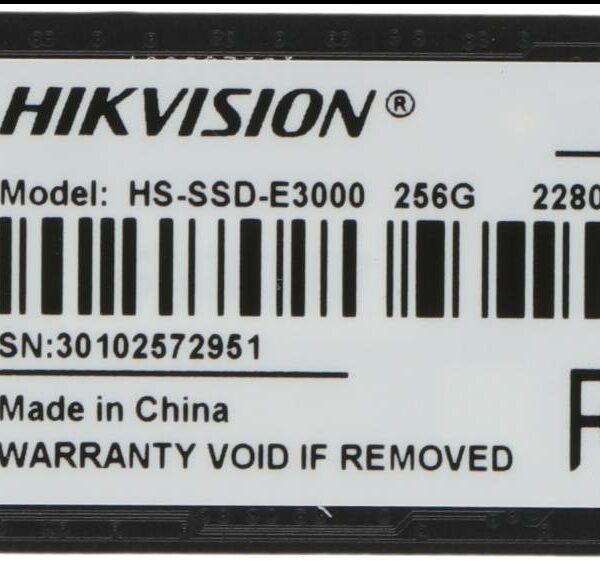 HIKVISION®
Model: HS-SSD-E3000 256G 2280
SN:30102572951
Made in China
WARRANTY VOID IF REMOVED